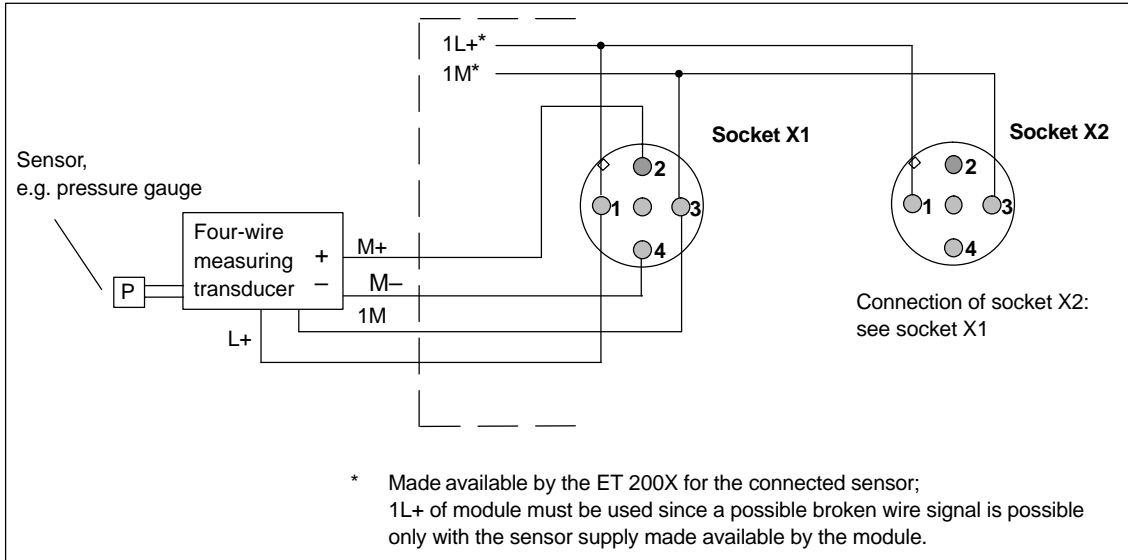 1L+*
1M*
Socket X1
Socket X2
Sensor,
e.g. pressure gauge
2
1
3
4
2
1
3
4
Four-wire
measuring
transducer
+
–
M+
M–
1M
L+
P
Connection of socket X2:
see socket X1
* Made available by the ET 200X for the connected sensor;
1L+ of module must be used since a possible broken wire signal is possible
only with the sensor supply made available by the module.